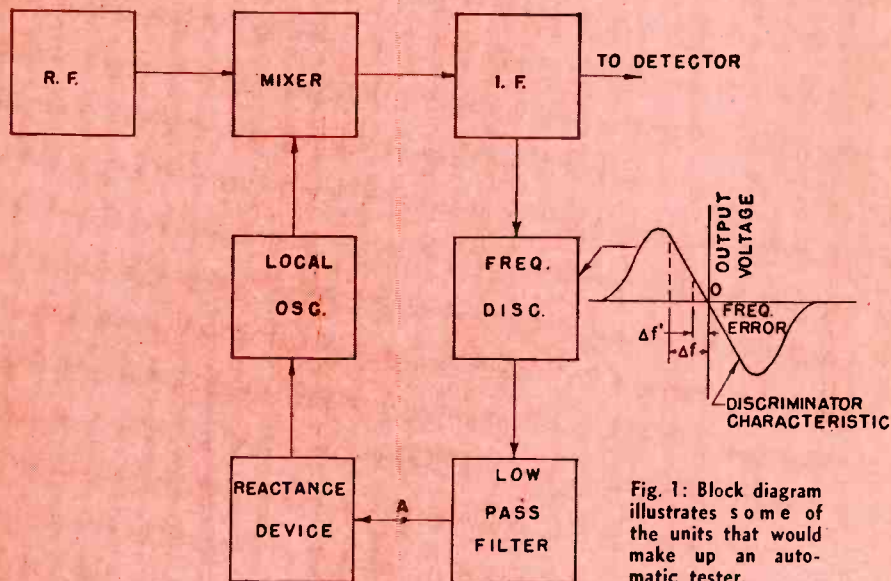 R. F.
MIXER
I. F.
TO DETECTOR
LOCAL
OSC.
FREQ.
DISC.
OUTPUT
VOLTAGE
O
FREQ.
ERROR
Δf'
Δf
DISCRIMINATOR
CHARACTERISTIC
REACTANCE
DEVICE
A
LOW
PASS
FILTER
Fig. 1: Block diagram
illustrates some of
the units that would
make up an auto-
matic tester